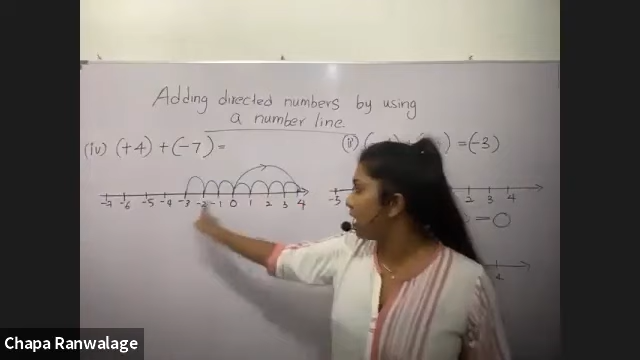 Adding directed numbers by using
a number line.
(iv) (+4) + (-7) =
-7 -6 -5 -4 -3 -2 -1 0 1 2 3 4
= (-3)
-5 2 3 4
= 0
4
Chapa Ranwalage